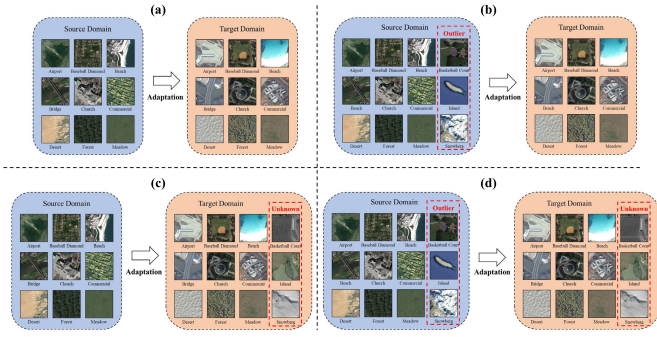 (a)
Source Domain
Airport Baseball Diamond Beach
Bridge Church Commercial
Desert Forest Meadow
Adaptation
Target Domain
Airport Baseball Diamond Beach
Bridge Church Commercial
Desert Forest Meadow
(b)
Source Domain
Outlier
Airport Baseball Diamond Beach Basketball Court
Beach Church Commercial Island
Desert Forest Meadow Snowberg
Adaptation
Target Domain
Airport Baseball Diamond Beach
Bock Church Commercial
Desert Forest Meadow
(c)
Source Domain
Airport Baseball Diamond Beach
Bridge Church Commercial
Desert Forest Meadow
Adaptation
Target Domain
Unknown
Airport Baseball Diamond Beach Basketball Court
Bridge Church Commercial Island
Desert Forest Meadow Snowberg
(d)
Source Domain
Outlier
Airport Baseball Diamond Beach Basketball Court
Beach Church Commercial Island
Desert Forest Meadow Snowberg
Adaptation
Target Domain
Unknown
Airport Baseball Diamond Beach Basketball Court
Bridge Church Commercial Island
Desert Forest Meadow Snowberg